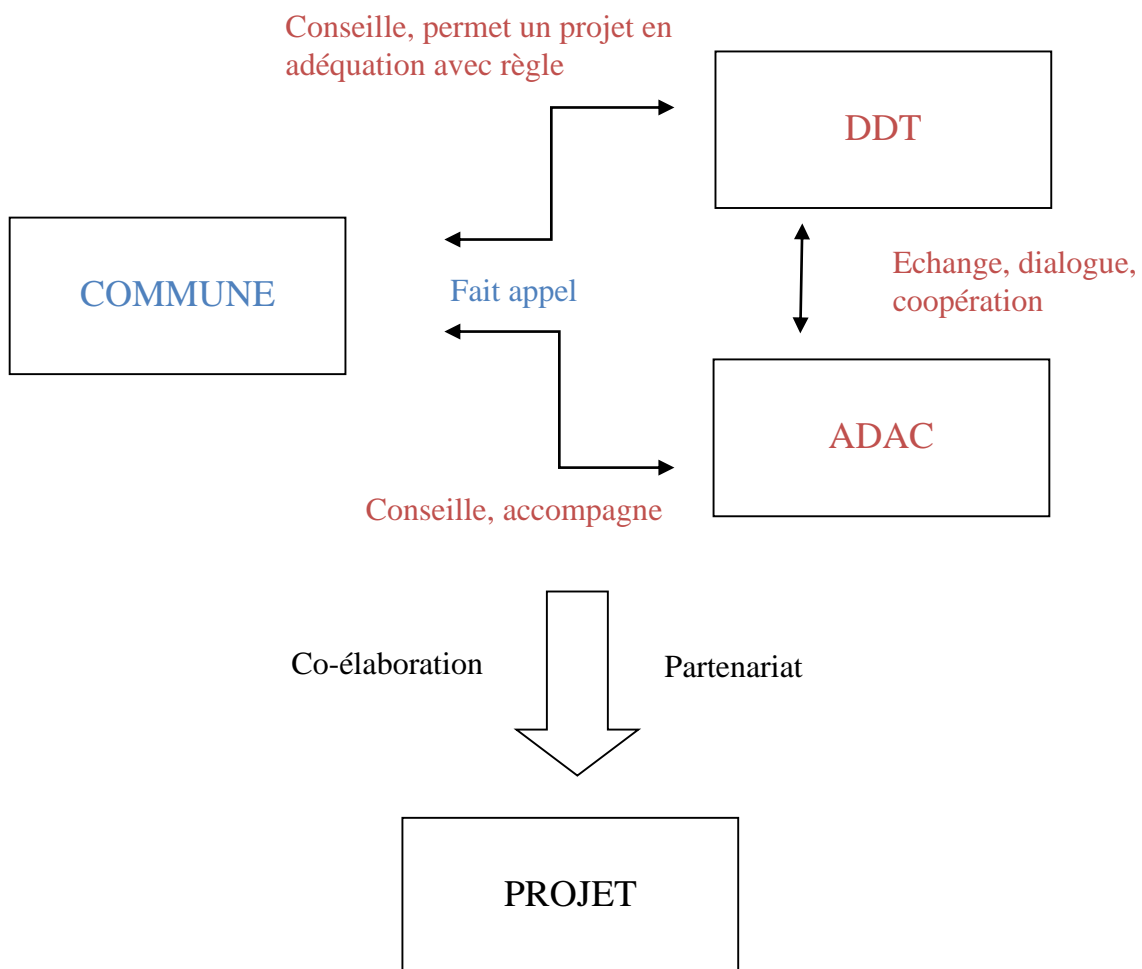 Conseille, permet un projet en
adéquation avec règle
DDT
COMMUNE
Fait appel
Echange, dialogue,
coopération
ADAC
Conseille, accompagne
Co-élaboration
Partenariat
PROJET